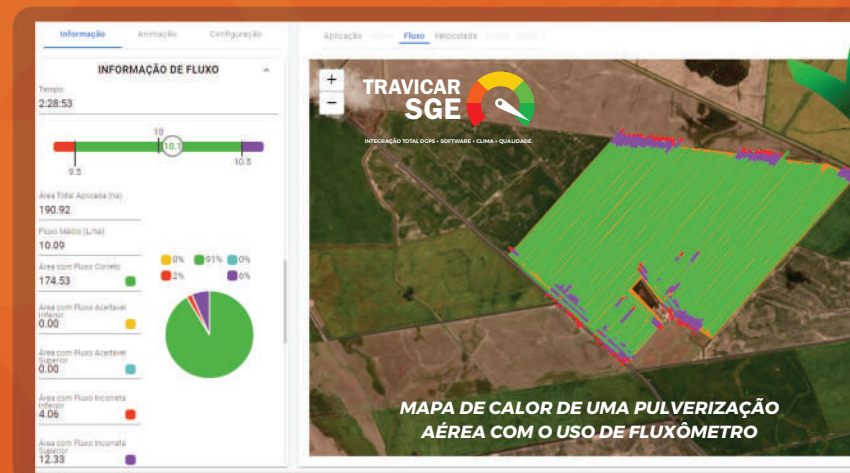 Informação
Animação
Configuração
INFORMAÇÃO DE FLUXO
Tempo
2:28:53
10
10.1
9.5
10.5
Área Total Aplicada (ha)
190.92
Fluxo Médio (L/ha)
10.09
Área com Fluxo Correto
174.53
Área com Fluxo Aceitável
Inferior
0.00
Área com Fluxo Aceitável
Superior
0.00
Área com Fluxo Incorreta
Inferior
4.06
Área com Fluxo Incorreta
Superior
12.33
0% 91% 0%
2% 6%
Aplicação Fluxo Velocidade
+
−
TRAVICAR
SGE
INTEGRAÇÃO TOTAL DGPS • SOFTWARE • CLIMA • QUALIDADE
MAPA DE CALOR DE UMA PULVERIZAÇÃO
AÉREA COM O USO DE FLUXÔMETRO